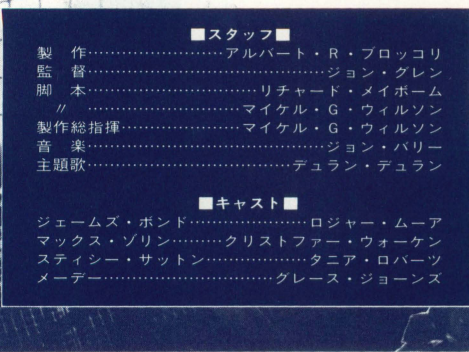 ■スタッフ■
製 作………………………アルバート・R・ブロッコリ
監 督……………………………………ジョン・グレン
脚 本……………………………リチャード・メイボーム
〃 …………………………マイケル・G・ウィルソン
製作総指揮…………………マイケル・G・ウィルソン
音 楽……………………………………ジョン・バリー
主題歌………………………………デュラン・デュラン
■キャスト■
ジェームズ・ボンド……………………ロジャー・ムーア
マックス・ゾリン………クリストファー・ウォーケン
スティシー・サットン…………………タニア・ロバーツ
メーデー……………………………グレース・ジョーンズ